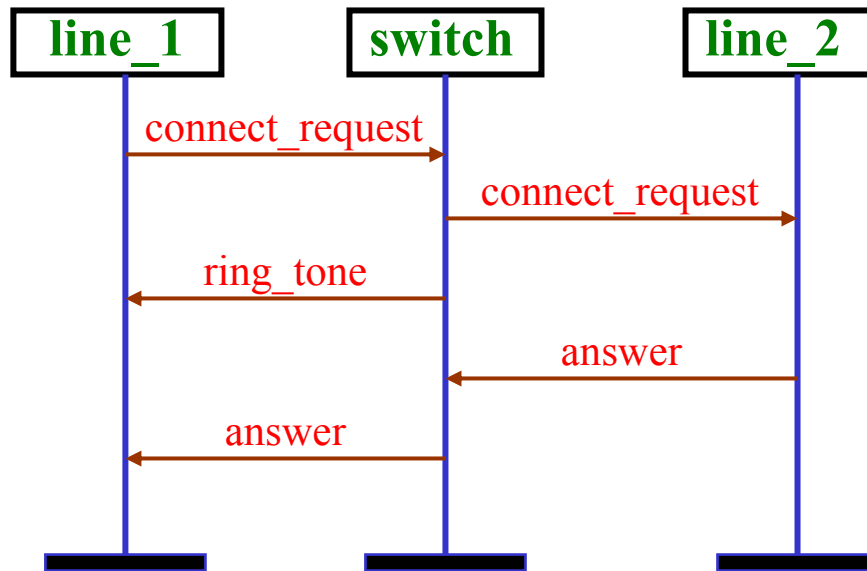 line_1 switch line_2
connect_request
connect_request
ring_tone
answer
answer